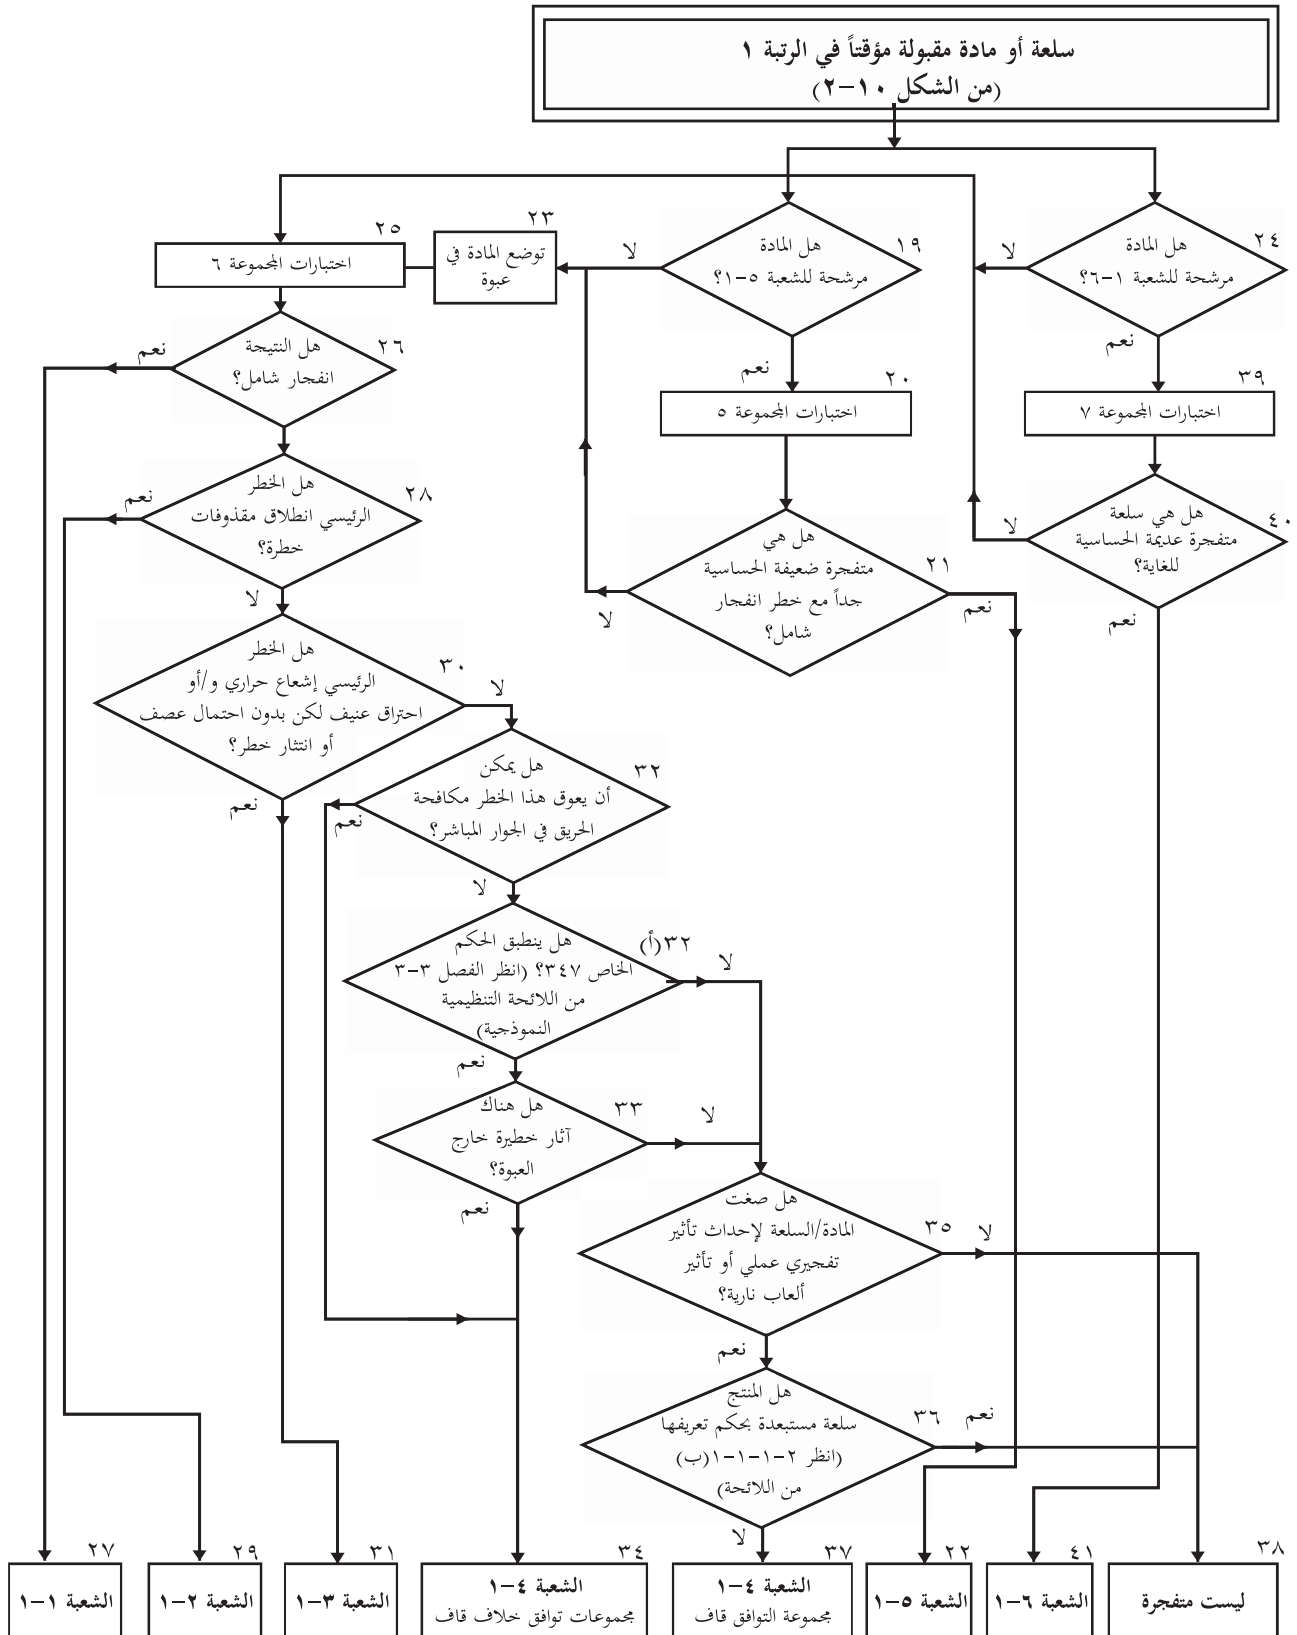 سلعة أو مادة مقبولة مؤقتاً في الرتبة ١
(من الشكل ١٠-٢)
٢٤
هل المادة
مرشحة للشعبة ١-٦؟
لا
نعم
١٩
هل المادة
مرشحة للشعبة ٥-١؟
لا
نعم
٢٣
توضع المادة في
عبوة
٢٥
اختبارات المجموعة ٦
٣٩
اختبارات المجموعة ٧
٢٠
اختبارات المجموعة ٥
٢٦
هل النتيجة
انفجار شامل؟
نعم
٤٠
هل هي سلعة
متفجرة عديمة الحساسية
للغاية؟
لا
نعم
٢١
هل هي
متفجرة ضعيفة الحساسية
جداً مع خطر انفجار
شامل؟
نعم
لا
٢٨
هل الخطر
الرئيسي انطلاق مقذوفات
خطرة؟
نعم
لا
٣٠
هل الخطر
الرئيسي إشعاع حراري و/أو
احتراق عنيف لكن بدون احتمال عصف
أو انتثار خطر؟
لا
نعم
٣٢
هل يمكن
أن يعوق هذا الخطر مكافحة
الحريق في الجوار المباشر؟
نعم
لا
٣٢(أ)
هل ينطبق الحكم
الخاص ٣٤٧؟ (انظر الفصل ٣-٣
من اللائحة التنظيمية
النموذجية)
لا
نعم
٣٣
هل هناك
آثار خطيرة خارج
العبوة؟
لا
نعم
٣٥
هل صغت
المادة/السلعة لإحداث تأثير
تفجيري عملي أو تأثير
ألعاب نارية؟
لا
نعم
٣٦
هل المنتج
سلعة مستبعدة بحكم تعريفها
(انظر ٢-١-١-١(ب)
من اللائحة)
نعم
لا
٣٨
ليست متفجرة
٤١
الشعبة ٦-١
٢٢
الشعبة ٥-١
٣٧
الشعبة ٤-١
مجموعة التوافق قاف
٣٤
الشعبة ٤-١
مجموعات توافق خلاف قاف
٣١
الشعبة ٣-١
٢٩
الشعبة ٢-١
٢٧
الشعبة ١-١